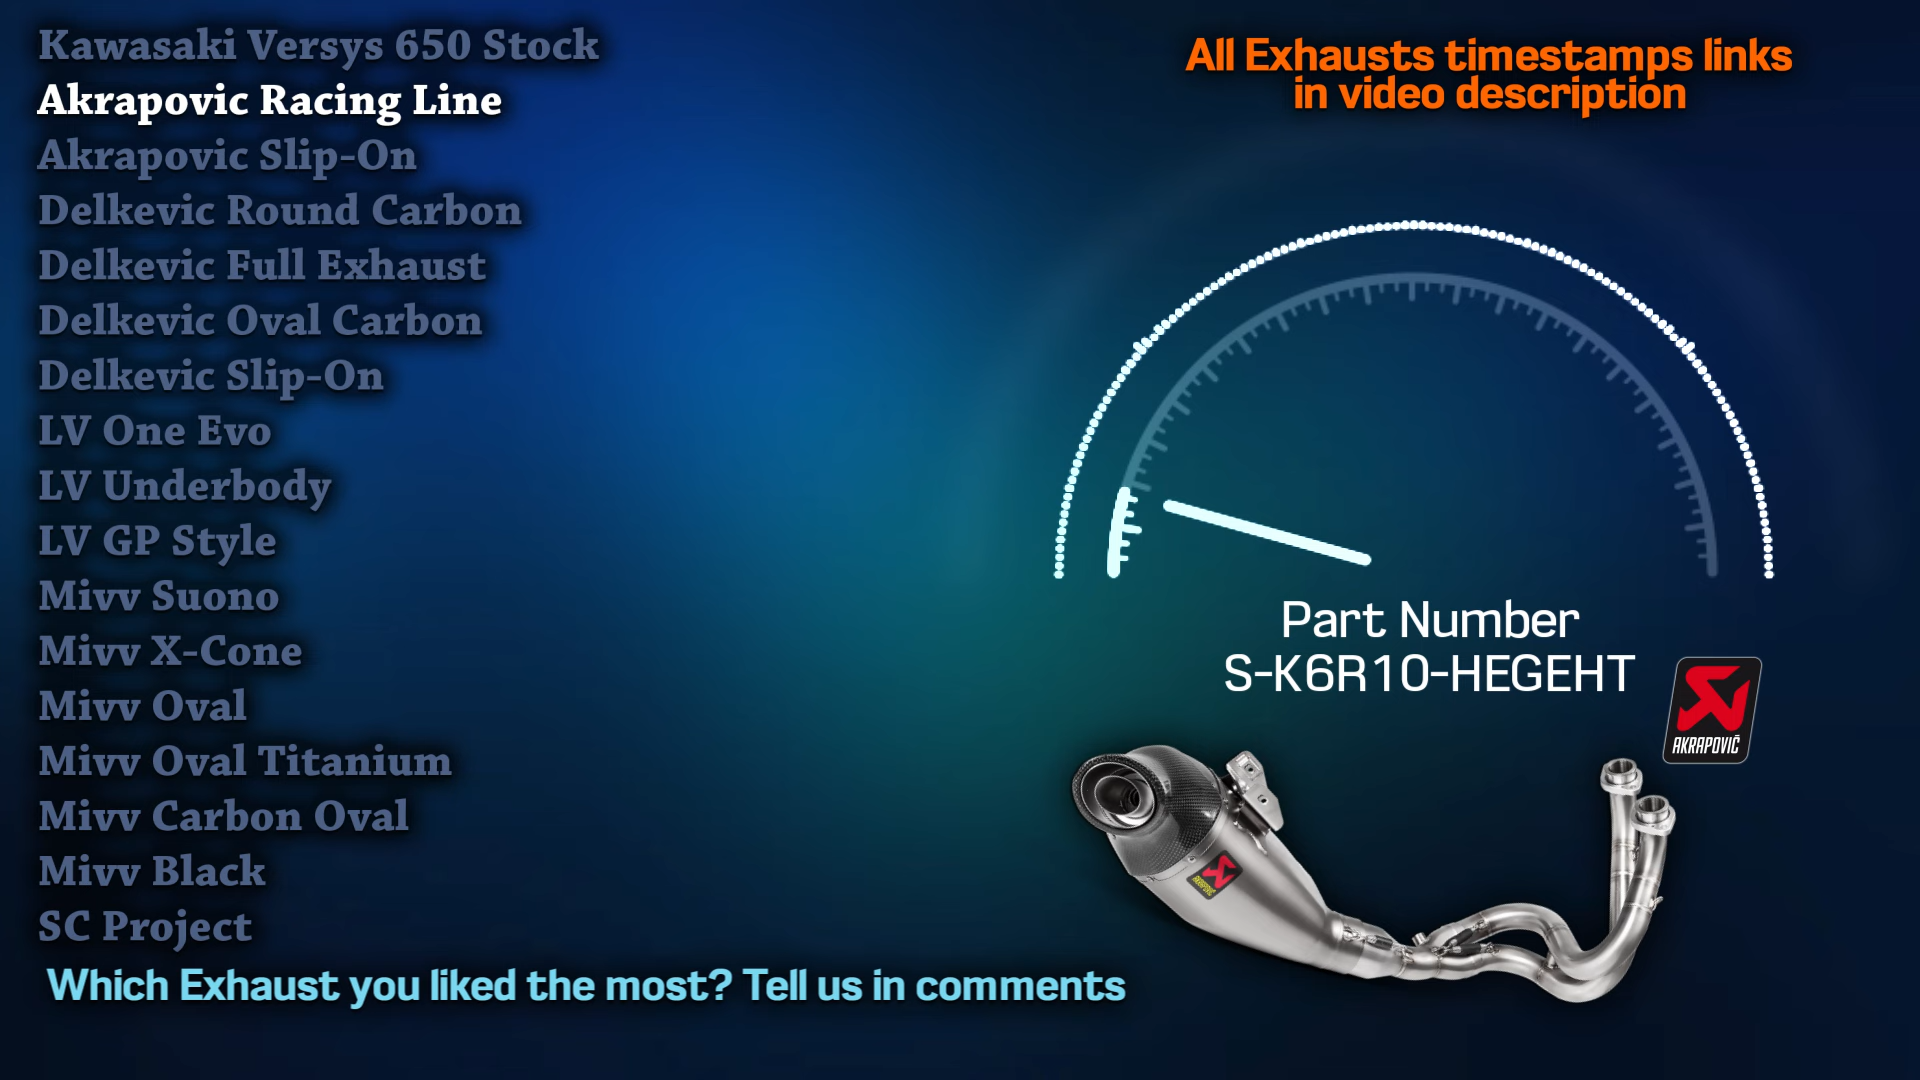 Kawasaki Versys 650 Stock
Akrapovic Racing Line
Akrapovic Slip-On
Delkevic Round Carbon
Delkevic Full Exhaust
Delkevic Oval Carbon
Delkevic Slip-On
LV One Evo
LV Underbody
LV GP Style
Mivv Suono
Mivv X-Cone
Mivv Oval
Mivv Oval Titanium
Mivv Carbon Oval
Mivv Black
SC Project
Which Exhaust you liked the most? Tell us in comments
All Exhausts timestamps links
in video description
Part Number
S-K6R10-HEGEHT
AKRAPOVIČ
AKRAPOVIČ